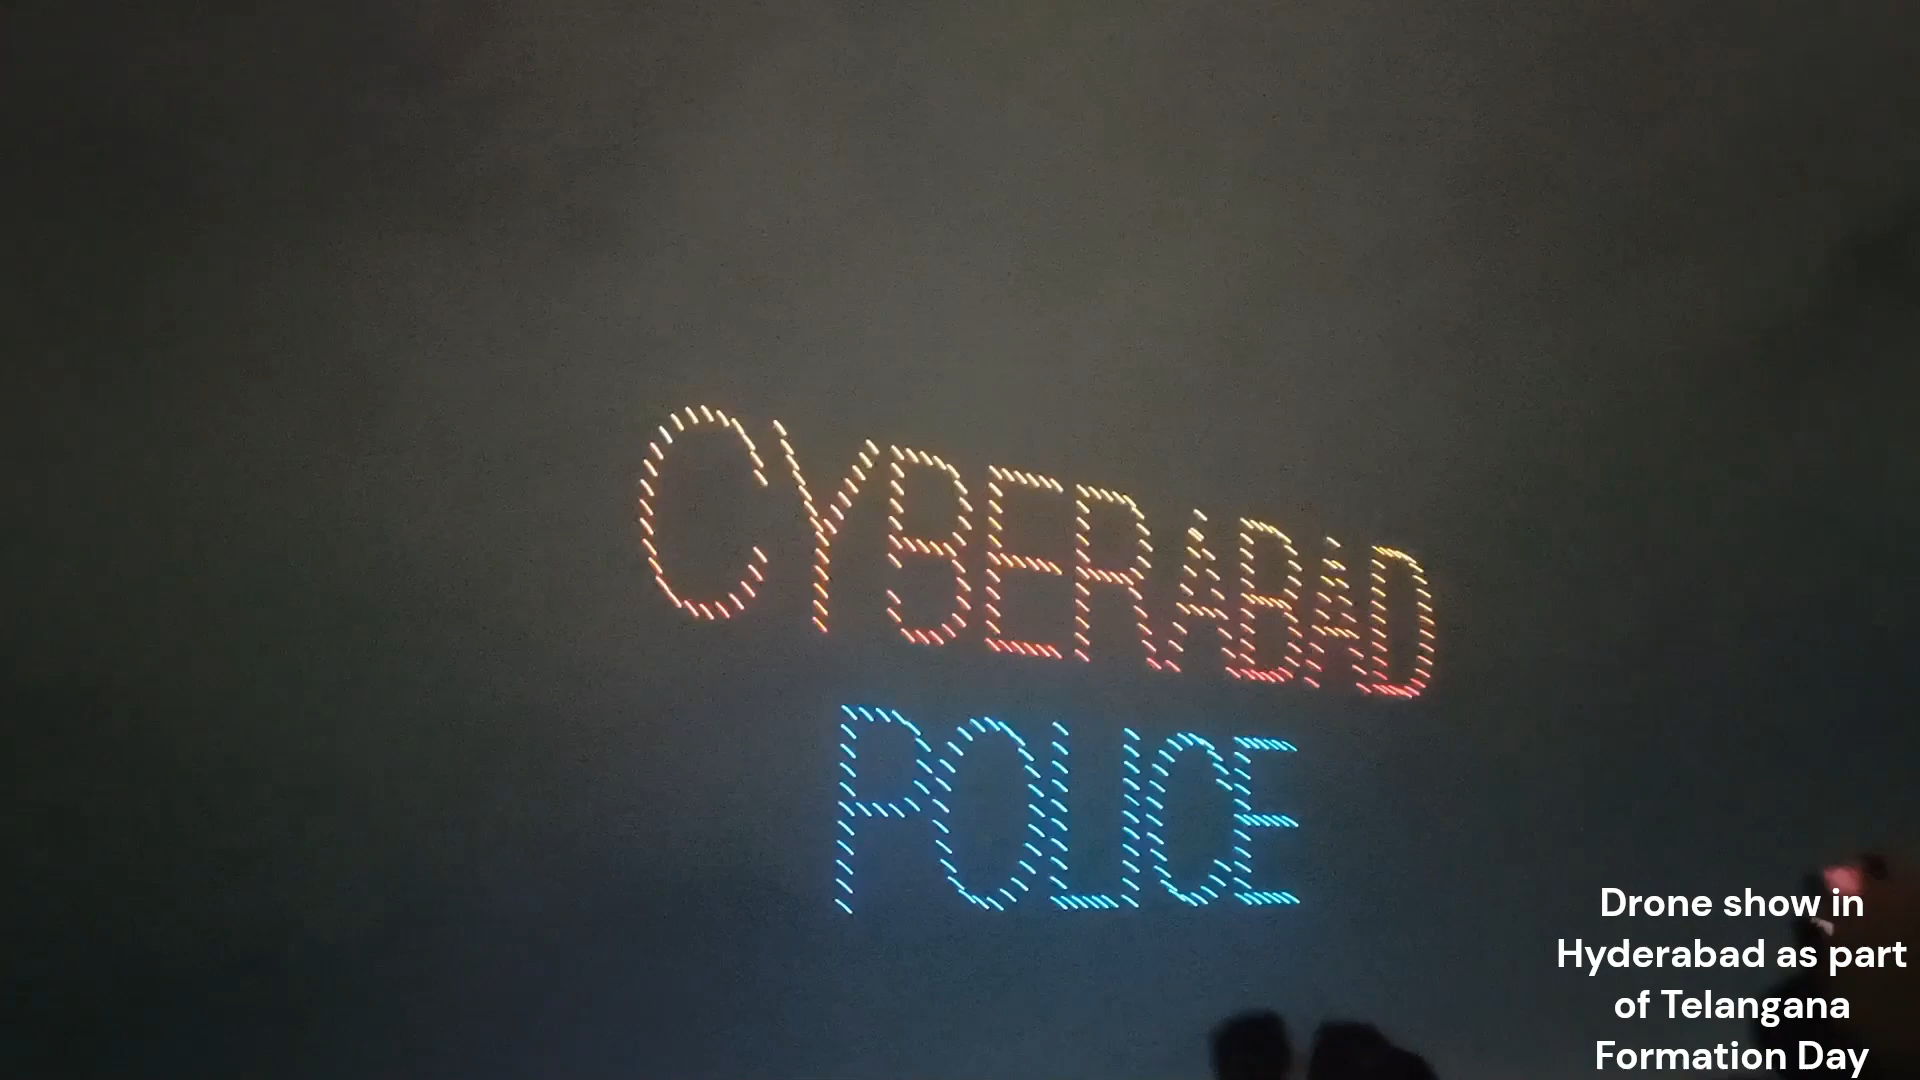 CYBERABAD
POLICE
Drone show in
Hyderabad as part
of Telangana
Formation Day